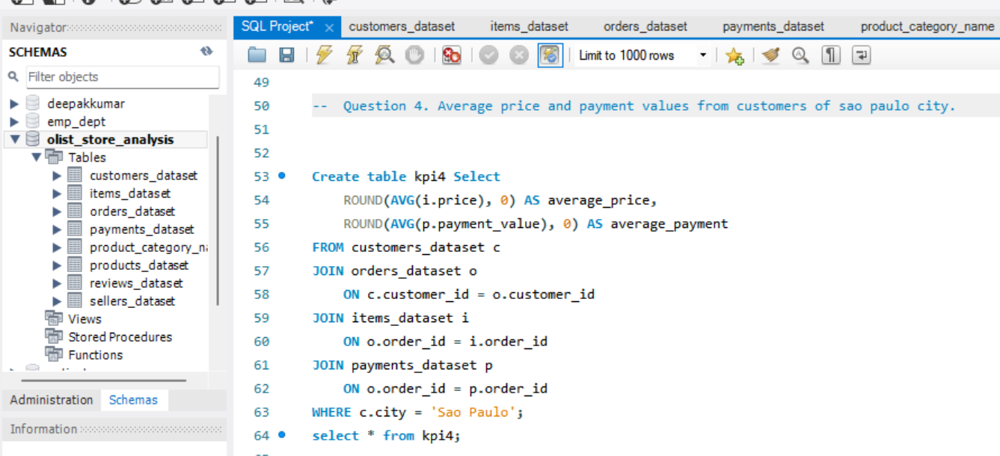 Navigator
SCHEMAS
Filter objects
deepakkumar
emp_dept
olist_store_analysis
Tables
customers_dataset
items_dataset
orders_dataset
payments_dataset
product_category_n
products_dataset
reviews_dataset
sellers_dataset
Views
Stored Procedures
Functions
Administration Schemas
Information
SQL Project* × customers_dataset items_dataset orders_dataset payments_dataset product_category_name
Limit to 1000 rows
49
50 -- Question 4. Average price and payment values from customers of sao paulo city.
51
52
53 Create table kpi4 Select
54 ROUND(AVG(i.price), 0) AS average_price,
55 ROUND(AVG(p.payment_value), 0) AS average_payment
56 FROM customers_dataset c
57 JOIN orders_dataset o
58 ON c.customer_id = o.customer_id
59 JOIN items_dataset i
60 ON o.order_id = i.order_id
61 JOIN payments_dataset p
62 ON o.order_id = p.order_id
63 WHERE c.city = 'Sao Paulo';
64 select * from kpi4;